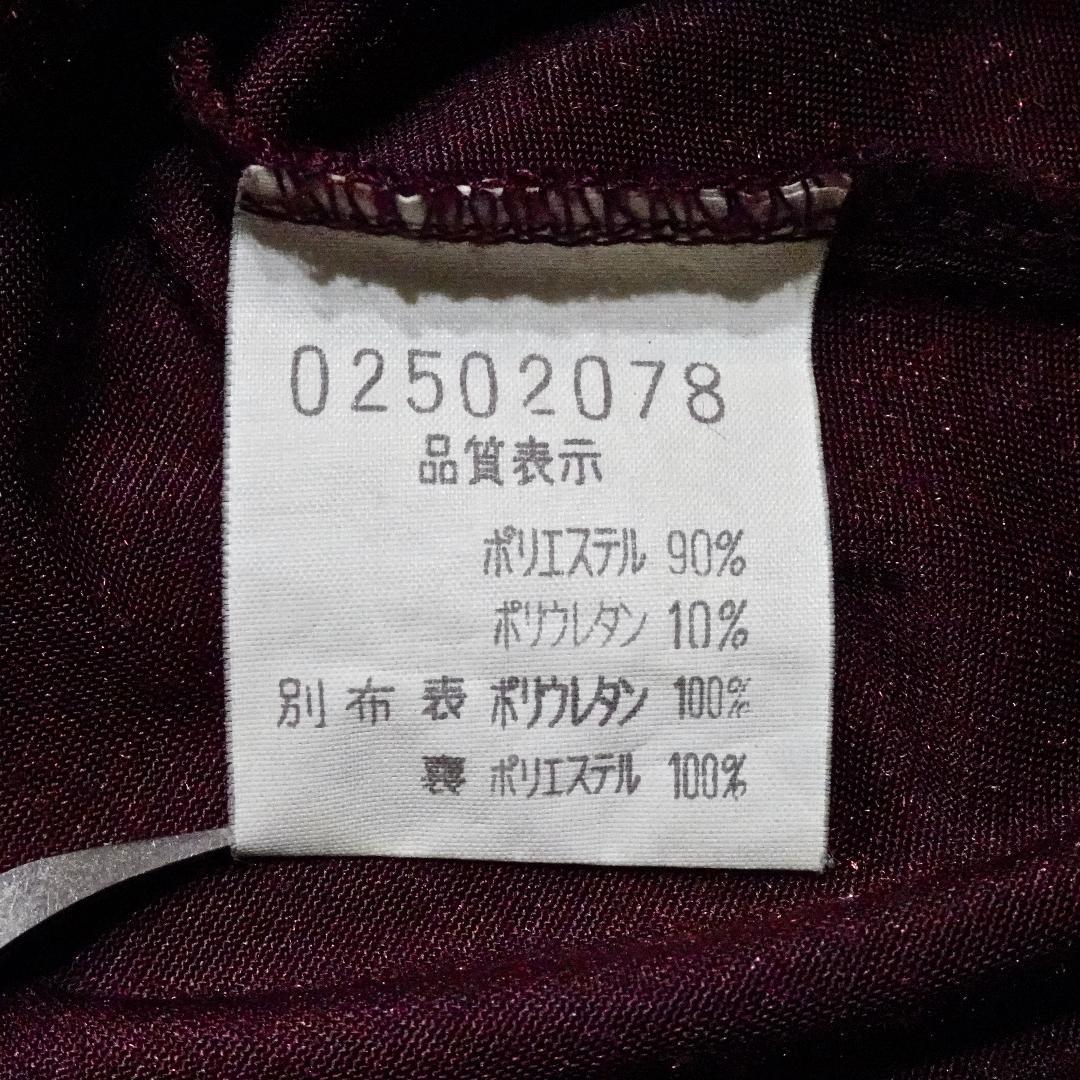 02502078
品質表示
ポリエステル 90%
ポリウレタン 10%
別布 表 ポリウレタン 100%
裏 ポリエステル 100%